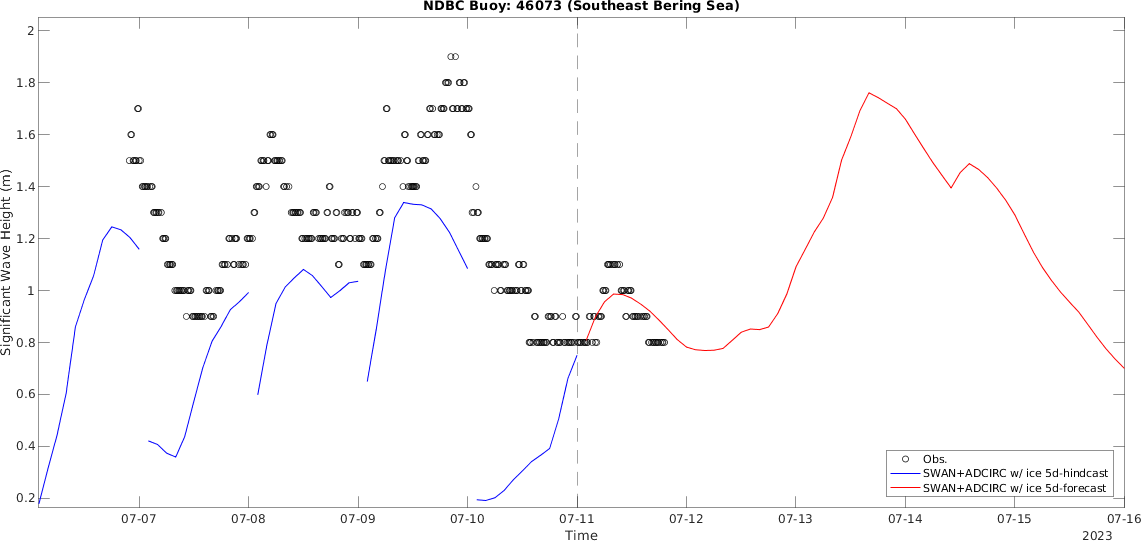 NDBC Buoy: 46073 (Southeast Bering Sea)
2
1.8
1.6
1.4
1.2
1
0.8
0.6
0.4
0.2
Significant Wave Height (m)
Obs.
SWAN+ADCIRC w/ ice 5d-hindcast
SWAN+ADCIRC w/ ice 5d-forecast
07-07 07-08 07-09 07-10 07-11 07-12 07-13 07-14 07-15 07-16
Time
2023